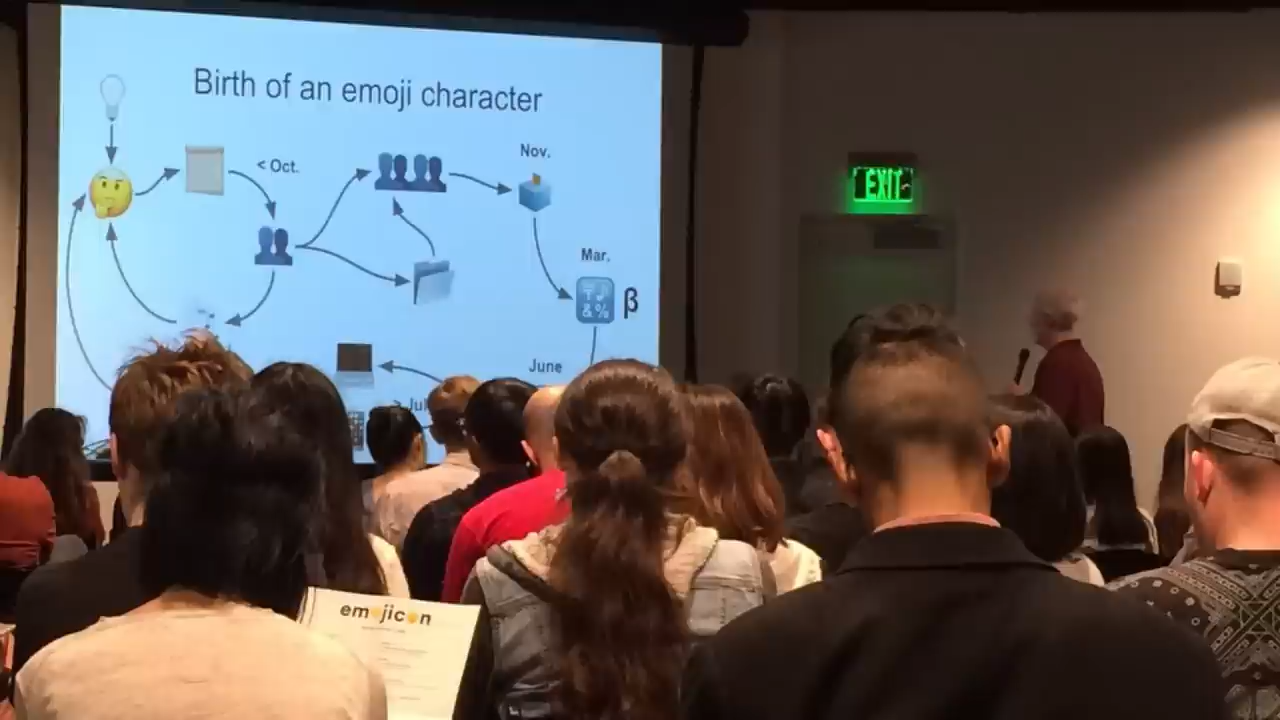 Birth of an emoji character
< Oct.
Nov.
Mar.
&%
β
June
EXIT
emojicon